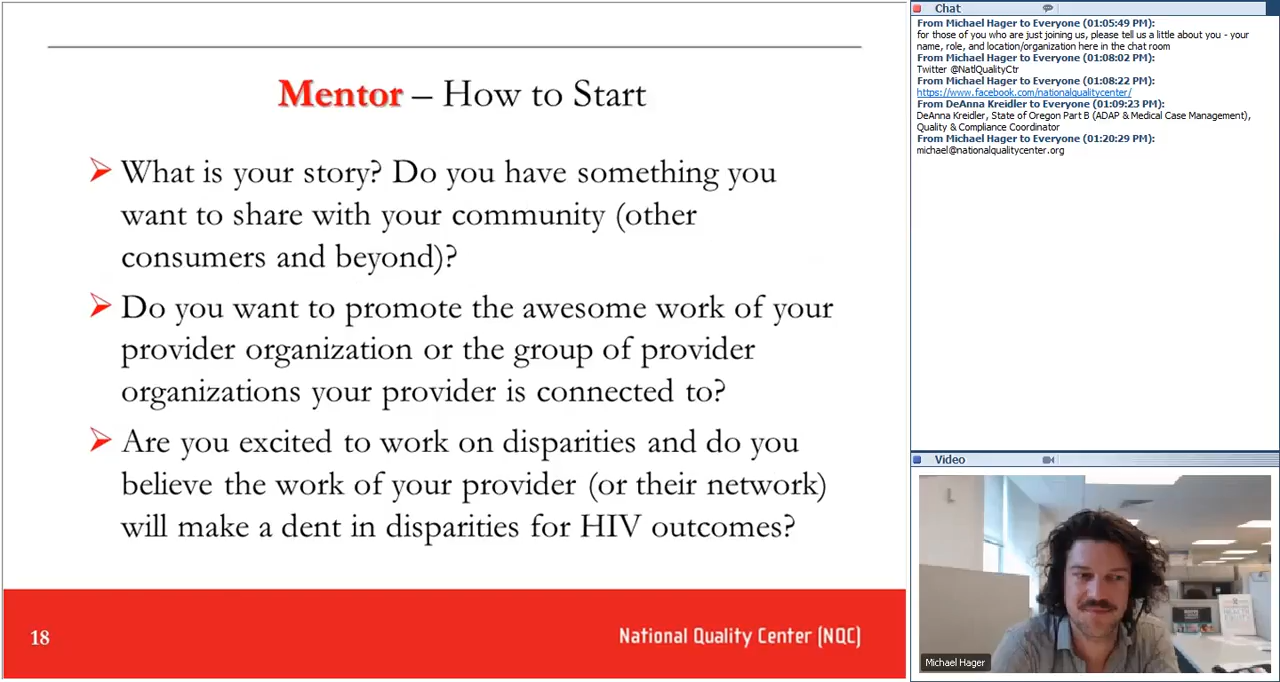 Mentor – How to Start
What is your story? Do you have something you
want to share with your community (other
consumers and beyond)?
Do you want to promote the awesome work of your
provider organization or the group of provider
organizations your provider is connected to?
Are you excited to work on disparities and do you
believe the work of your provider (or their network)
will make a dent in disparities for HIV outcomes?
18
National Quality Center (NQC)
Chat
From Michael Hager to Everyone (01:05:49 PM):
for those of you who are just joining us, please tell us a little about you - your
name, role, and location/organization here in the chat room
From Michael Hager to Everyone (01:08:02 PM):
Twitter @NatlQualityCtr
From Michael Hager to Everyone (01:08:22 PM):
https://www.facebook.com/nationalqualitycenter/
From DeAnna Kreidler to Everyone (01:09:23 PM):
DeAnna Kreidler, State of Oregon Part B (ADAP & Medical Case Management),
Quality & Compliance Coordinator
From Michael Hager to Everyone (01:20:29 PM):
michael@nationalqualitycenter.org
Video
Michael Hager